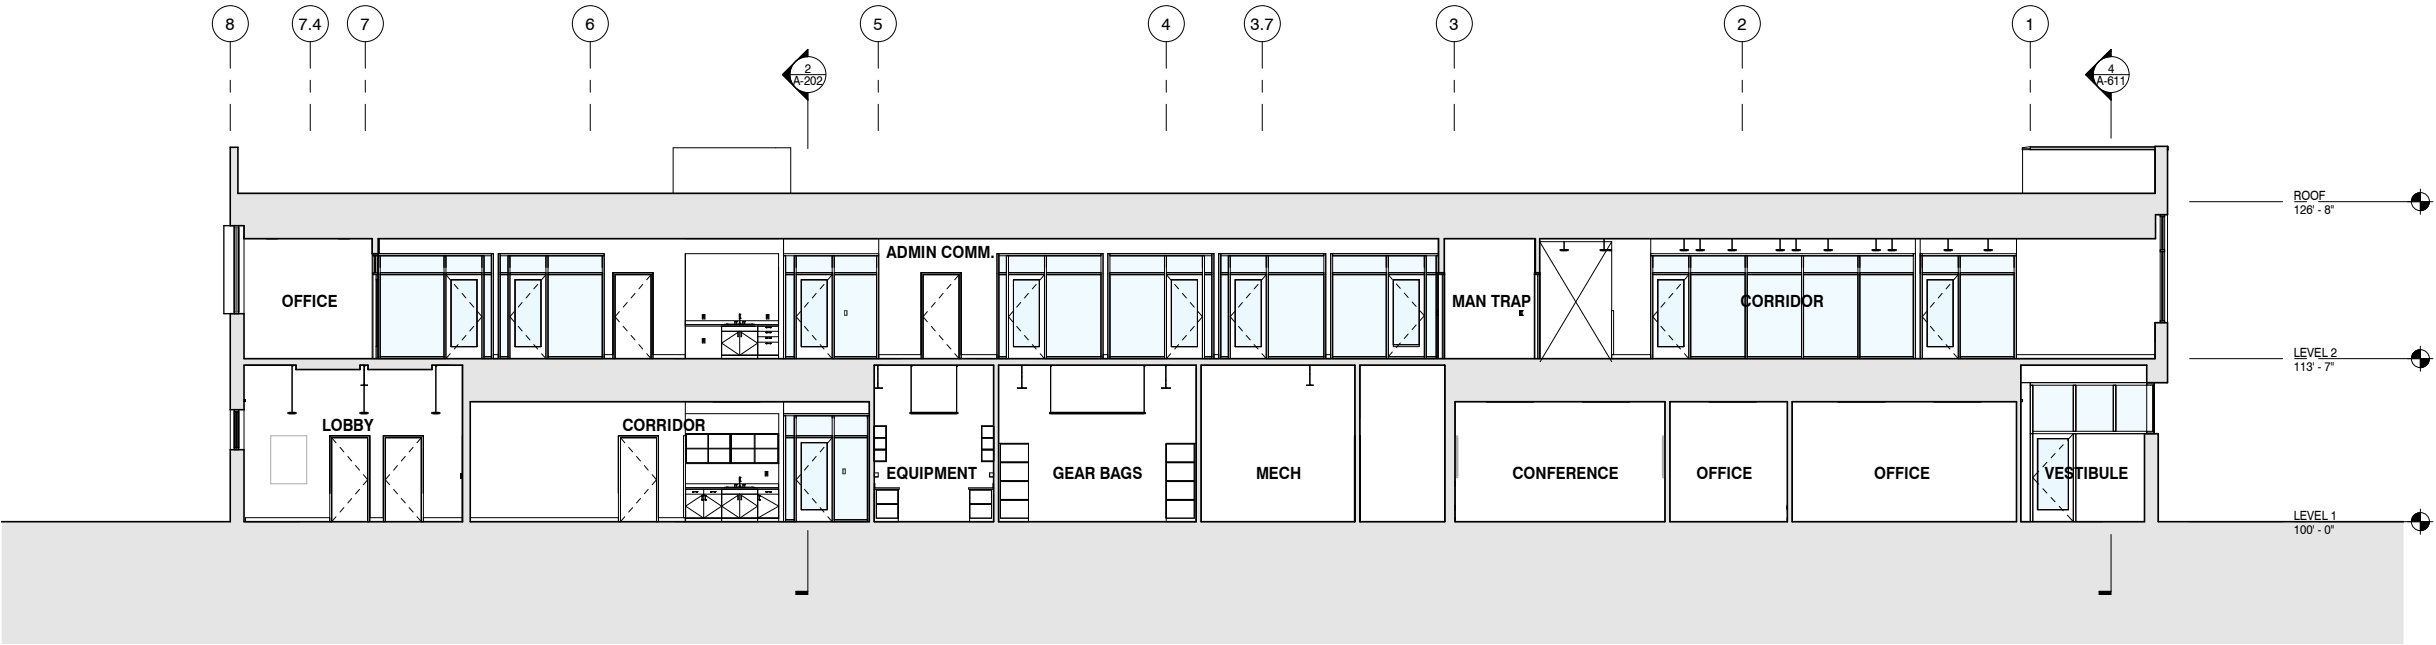 8
7.4
7
6
5
4
3.7
3
2
1
2
A-202
4
A-611
ROOF
126' - 8"
ADMIN COMM.
OFFICE
MAN TRAP
CORRIDOR
LEVEL 2
113' - 7"
LOBBY
CORRIDOR
EQUIPMENT
GEAR BAGS
MECH
CONFERENCE
OFFICE
OFFICE
VESTIBULE
LEVEL 1
100' - 0"